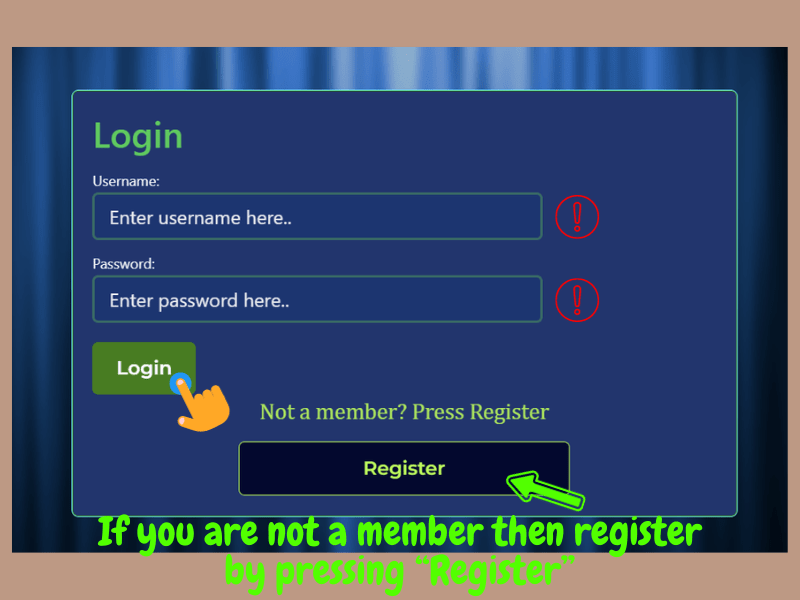 Login
Username:
Enter username here..
Password:
Enter password here..
Login
Not a member? Press Register
Register
If you are not a member then register
by pressing “Register”